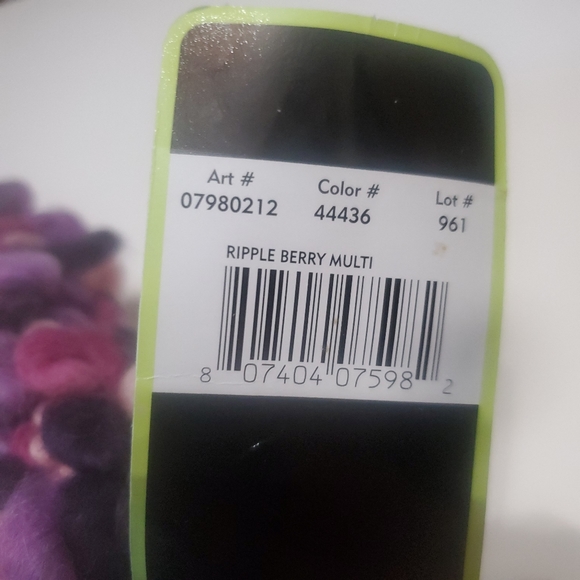 Art # Color # Lot #
07980212 44436 961
RIPPLE BERRY MULTI
8 07404 07598 2